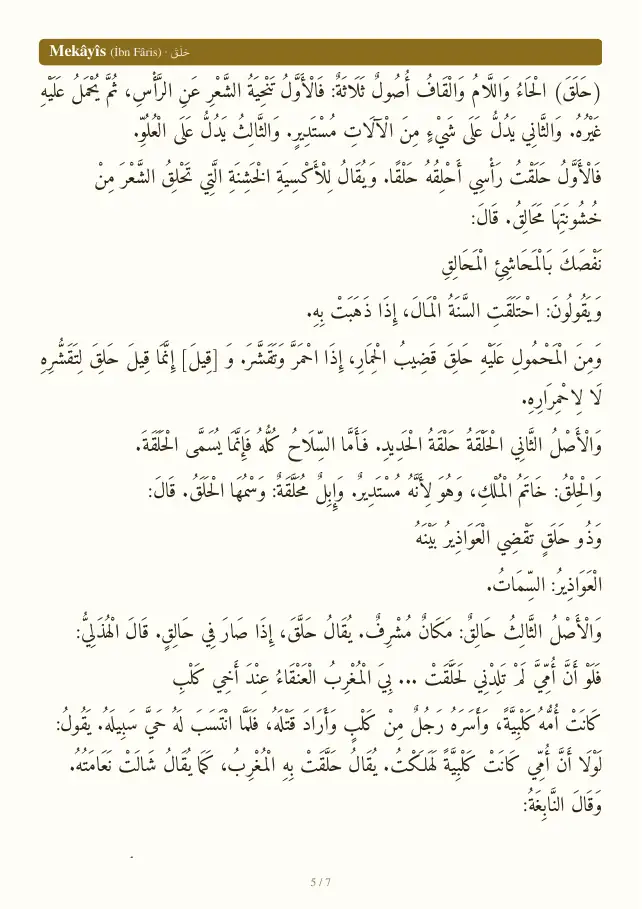 Mekâyîs (İbn Fâris) · حَلَقَ
(حَلَقَ) الْحَاءُ وَاللَّامُ وَالْقَافُ أُصُولٌ ثَلَاثَةٌ: فَالْأَوَّلُ تَنْحِيَةُ الشَّعْرِ عَنِ الرَّأْسِ، ثُمَّ يُحْمَلُ عَلَيْهِ
غَيْرُهُ. وَالثَّانِي يَدُلُّ عَلَى شَيْءٍ مِنَ الْآلَاتِ مُسْتَدِيرٍ. وَالثَّالِثُ يَدُلُّ عَلَى الْعُلُوِّ.
فَالْأَوَّلُ حَلَقْتُ رَأْسِي أَحْلِقُهُ حَلْقًا. وَيُقَالُ لِلْأَكْسِيَةِ الْخَشِنَةِ الَّتِي تَحْلِقُ الشَّعْرَ مِنْ
خُشُونَتِهَا مَحَالِقُ. قَالَ:
نَفْصَكَ بَالْمَحَاشِئِ الْمَحَالِقِ
وَيَقُولُونَ: احْتَلَقَتِ السَّنَةُ الْمَالَ، إِذَا ذَهَبَتْ بِهِ.
وَمِنَ الْمَحْمُولِ عَلَيْهِ حَلِقَ قَضِيبُ الْحِمَارِ، إِذَا احْمَرَّ وَتَقَشَّرَ. وَ [قِيلَ] إِنَّمَا قِيلَ حَلِقَ لِتَقَشُّرِهِ
لَا لِاحْمِرَارِهِ.
وَالْأَصْلُ الثَّانِي الْحَلْقَةُ حَلْقَةُ الْحَدِيدِ. فَأَمَّا السِّلَاحُ كُلُّهُ فَإِنَّمَا يُسَمَّى الْحَلَقَةَ.
وَالْحِلْقُ: خَاتَمُ الْمُلْكِ، وَهُوَ لِأَنَّهُ مُسْتَدِيرٌ. وَإِبِلٌ مُحَلَّقَةٌ: وَسْمُهَا الْحَلَقُ. قَالَ:
وَذُو حَلَقٍ تَقْضِي الْعَوَاذِيرُ بَيْنَهُ
الْعَوَاذِيرُ: السِّمَاتُ.
وَالْأَصْلُ الثَّالِثُ حَالِقٌ: مَكَانٌ مُشْرِفٌ. يُقَالُ حَلَّقَ، إِذَا صَارَ فِي حَالِقٍ. قَالَ الْهُذَلِيُّ:
فَلَوْ أَنَّ أُمِّيَ لَمْ تَلِدْنِي لَحَلَّقَتْ ... بِيَ الْمُغْرِبُ الْعَنْقَاءُ عِنْدَ أَخِي كَلْبِ
كَانَتْ أُمُّهُ كَلْبِيَّةً، وَأَسَرَهُ رَجُلٌ مِنْ كَلْبٍ وَأَرَادَ قَتْلَهُ، فَلَمَّا انْتَسَبَ لَهُ حَيَّ سَبِيلَهُ. يَقُولُ:
لَوْلَا أَنَّ أُمِّي كَانَتْ كَلْبِيَّةً لَهَلَكْتُ. يُقَالُ حَلَّقَتْ بِهِ الْمُغْرِبُ، كَمَا يُقَالُ شَالَتْ نَعَامَتُهُ.
وَقَالَ النَّابِغَةُ:
5 / 7